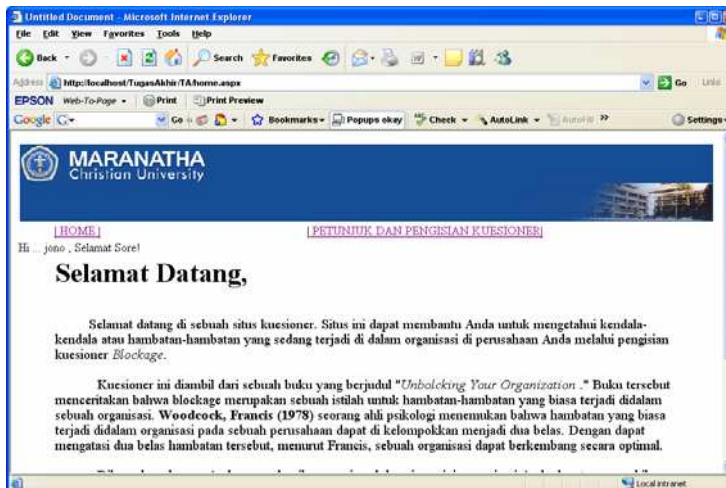 Untitled Document - Microsoft Internet Explorer
File Edit View Favorites Tools Help
Back Search Favorites
Address http://localhost/TugasAkhir/TA/home.aspx Go Links
EPSON Web-To-Page Print Print Preview
Google G Go Bookmarks Popups okay Check AutoLink AutoFill Settings
MARANATHA
Christian University
| HOME | | PETUNJUK DAN PENGISIAN KUESIONER|
Hi ... jono , Selamat Sore!
Selamat Datang,
Selamat datang di sebuah situs kuesioner. Situs ini dapat membantu Anda untuk mengetahui kendala-
kendala atau hambatan-hambatan yang sedang terjadi di dalam organisasi di perusahaan Anda melalui pengisian
kuesioner Blockage.
Kuesioner ini diambil dari sebuah buku yang berjudul "Unbolcking Your Organization ." Buku tersebut
menceritakan bahwa blockage merupakan sebuah istilah untuk hambatan-hambatan yang biasa terjadi didalam
sebuah organisasi. Woodcock, Francis (1978) seorang ahli psikologi menemukan bahwa hambatan yang biasa
terjadi didalam organisasi pada sebuah perusahaan dapat di kelompokkan menjadi dua belas. Dengan dapat
mengatasi dua belas hambatan tersebut, menurut Francis, sebuah organisasi dapat berkembang secara optimal.
Local intranet